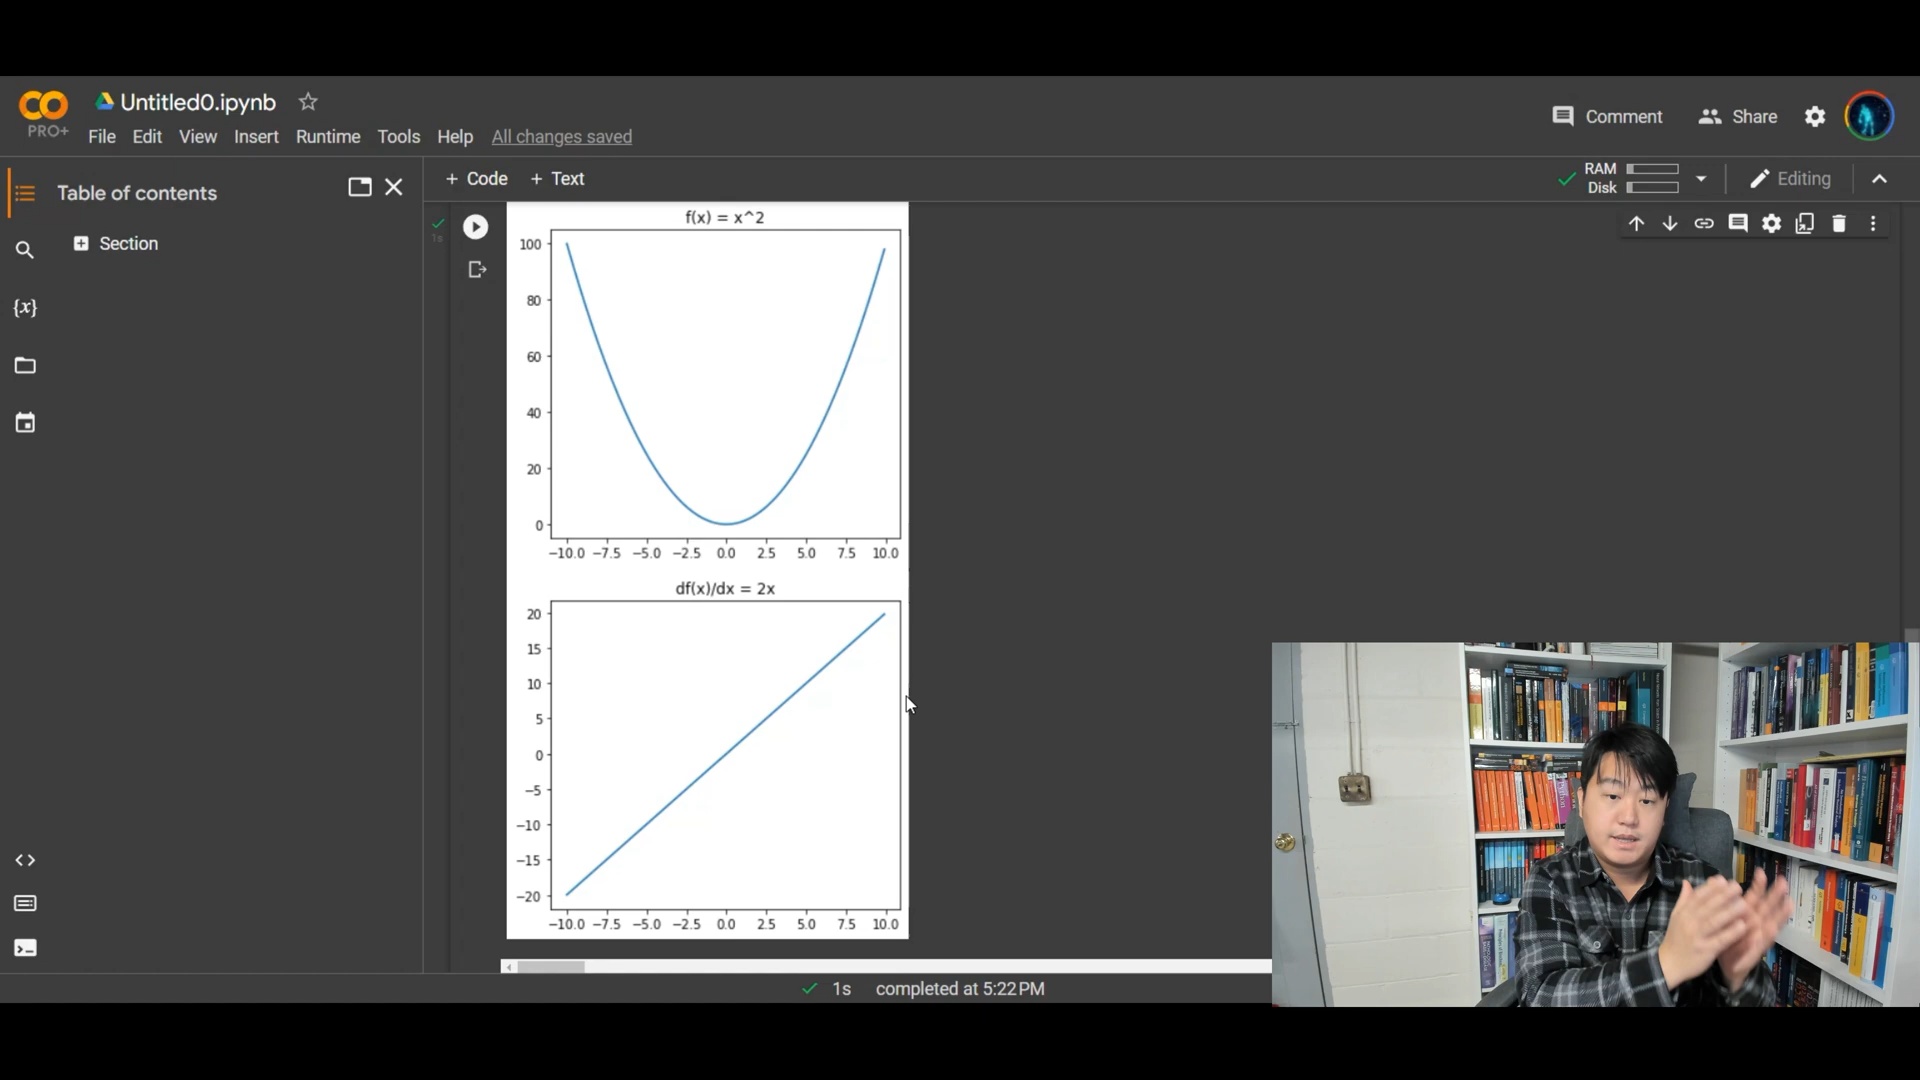 CO
PRO+
Untitled0.ipynb
File Edit View Insert Runtime Tools Help All changes saved
Comment Share
Table of contents
Section
{x}
+ Code + Text
RAM
Disk
Editing
1s
f(x) = x^2
100
80
60
40
20
0
−10.0 −7.5 −5.0 −2.5 0.0 2.5 5.0 7.5 10.0
df(x)/dx = 2x
20
15
10
5
0
−5
−10
−15
−20
−10.0 −7.5 −5.0 −2.5 0.0 2.5 5.0 7.5 10.0
1s completed at 5:22 PM